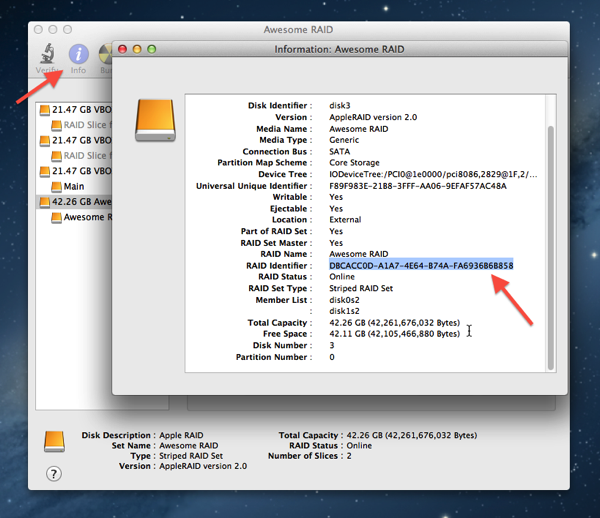 Awesome RAID
Verify Info Bu
Information: Awesome RAID
21.47 GB VBO
RAID Slice f
21.47 GB VBO
RAID Slice f
21.47 GB VBO
Main
42.26 GB Awe
Awesome R
Disk Identifier : disk3
Version : AppleRAID version 2.0
Media Name : Awesome RAID
Media Type : Generic
Connection Bus : SATA
Partition Map Scheme : Core Storage
Device Tree : IODeviceTree:/PCI0@1e0000/pci8086,2829@1F,2/...
Universal Unique Identifier : F89F983E-21B8-3FFF-AA06-9EFAF57AC48A
Writable : Yes
Ejectable : Yes
Location : External
Part of RAID Set : Yes
RAID Set Master : Yes
RAID Name : Awesome RAID
RAID Identifier : DBCACC0D-A1A7-4E64-B74A-FA6936B6B858
RAID Status : Online
RAID Set Type : Striped RAID Set
Member List : disk0s2
: disk1s2
Total Capacity : 42.26 GB (42,261,676,032 Bytes)
Free Space : 42.11 GB (42,105,466,880 Bytes)
Disk Number : 3
Partition Number : 0
Disk Description : Apple RAID
Set Name : Awesome RAID
Type : Striped RAID Set
Version : AppleRAID version 2.0
Total Capacity : 42.26 GB (42,261,676,032 Bytes)
RAID Status : Online
Number of Slices : 2
?